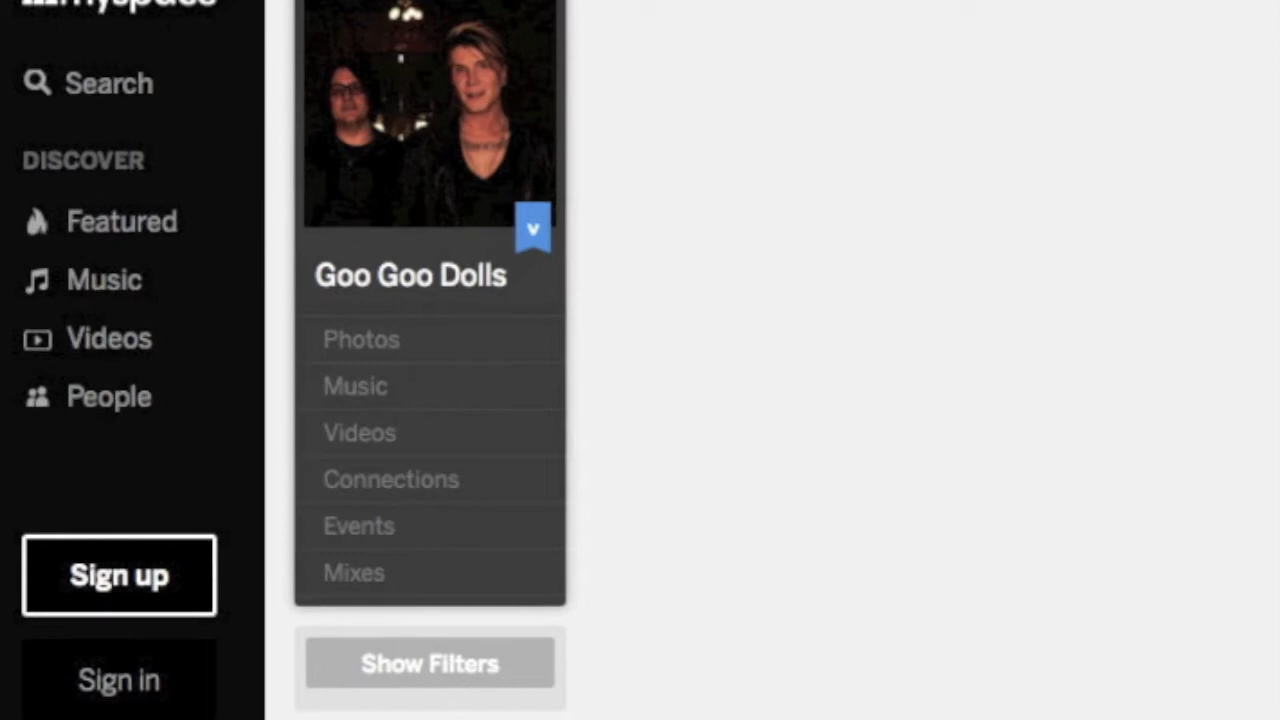 myspace
Search
DISCOVER
Featured
Music
Videos
People
Sign up
Sign in
v
Goo Goo Dolls
Photos
Music
Videos
Connections
Events
Mixes
Show Filters